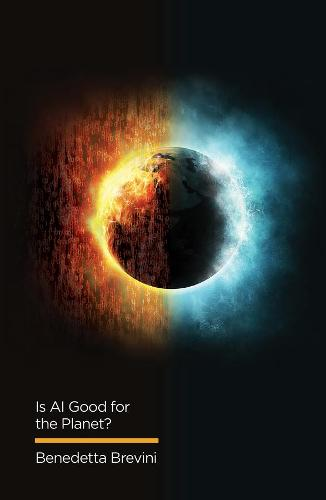 Is AI Good for
the Planet?
Benedetta Brevini